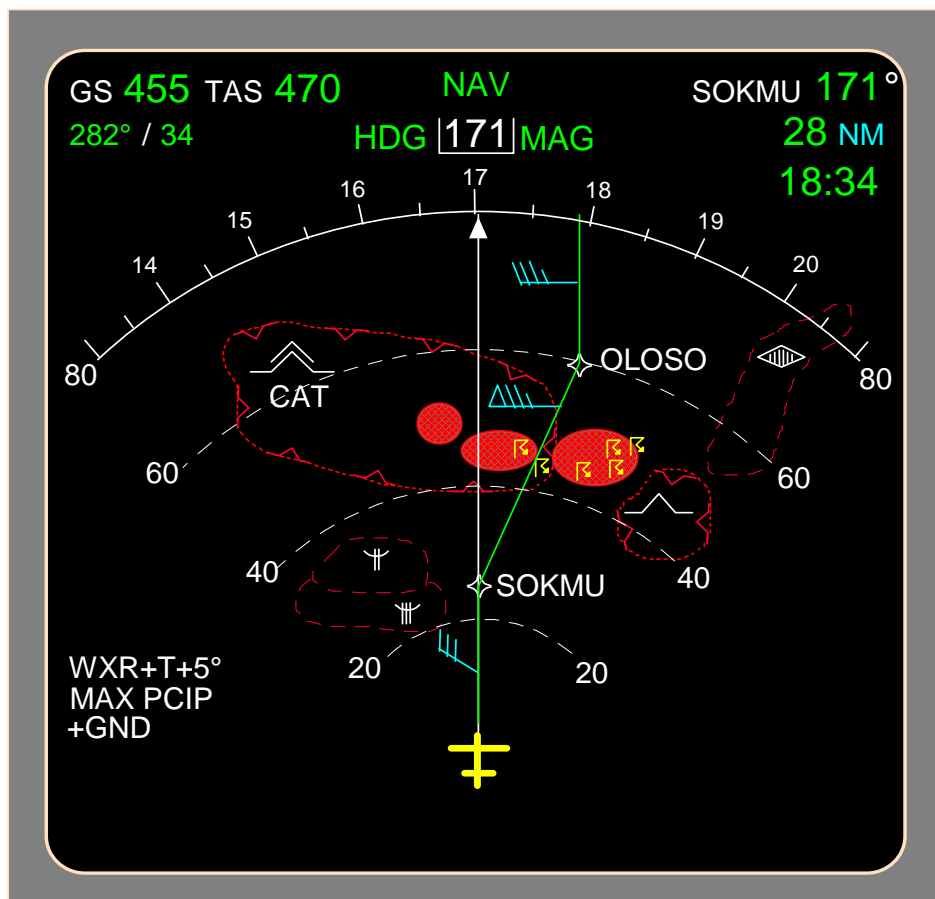 GS 455 TAS 470 NAV SOKMU 171°
282° / 34 HDG 171 MAG 28 NM
18:34
17
16 18
15 19
14 20
80 80
OLOSO
CAT
60 60
40 40
SOKMU
20 20
WXR+T+5°
MAX PCIP
+GND